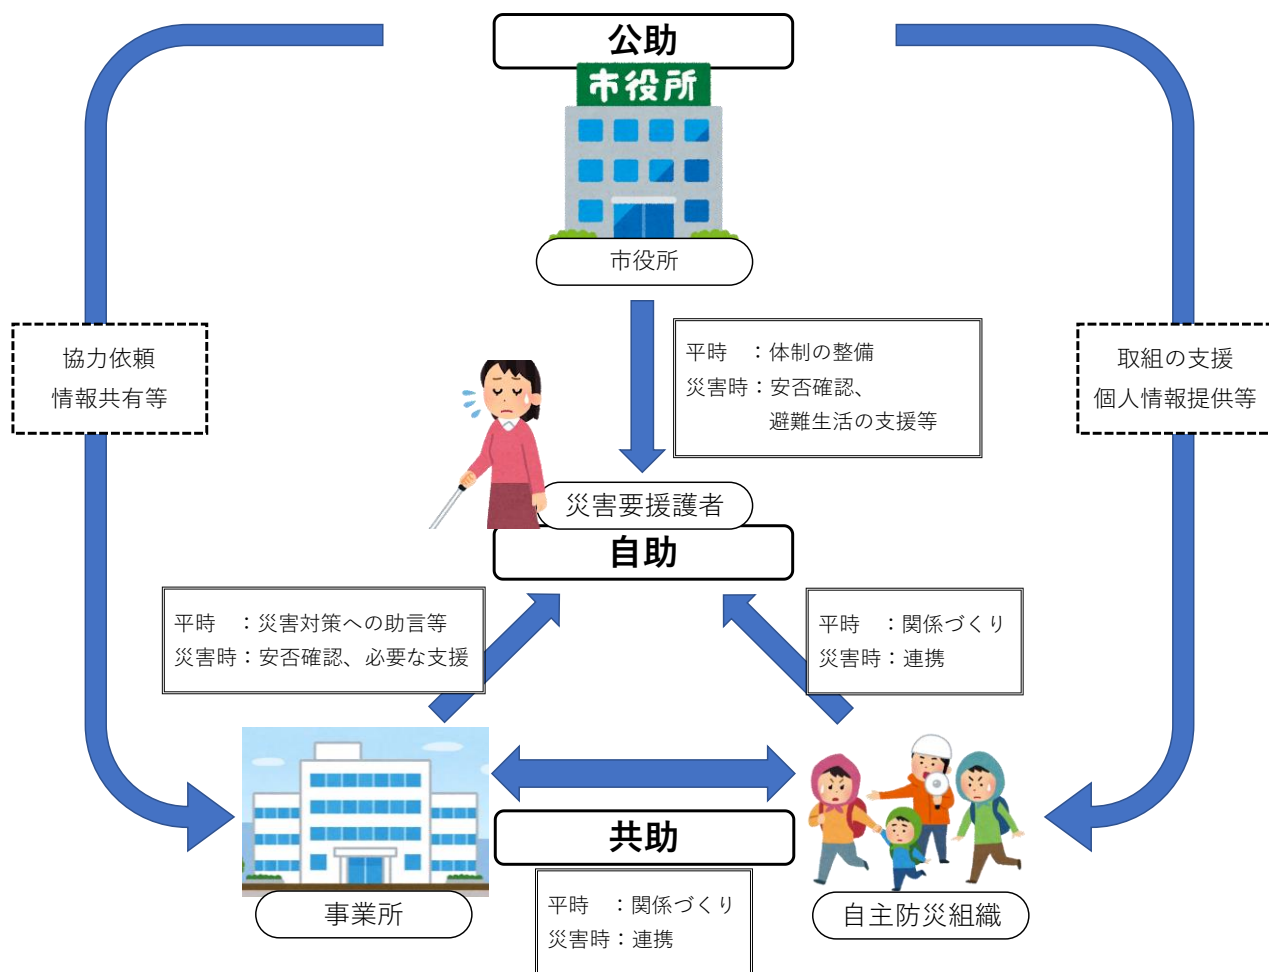 公助
市役所
市役所
協力依頼
情報共有等
平時　：体制の整備
災害時：安否確認、
避難生活の支援等
取組の支援
個人情報提供等
災害要援護者
自助
平時　：災害対策への助言等
災害時：安否確認、必要な支援
平時　：関係づくり
災害時：連携
共助
事業所
平時　：関係づくり
災害時：連携
自主防災組織